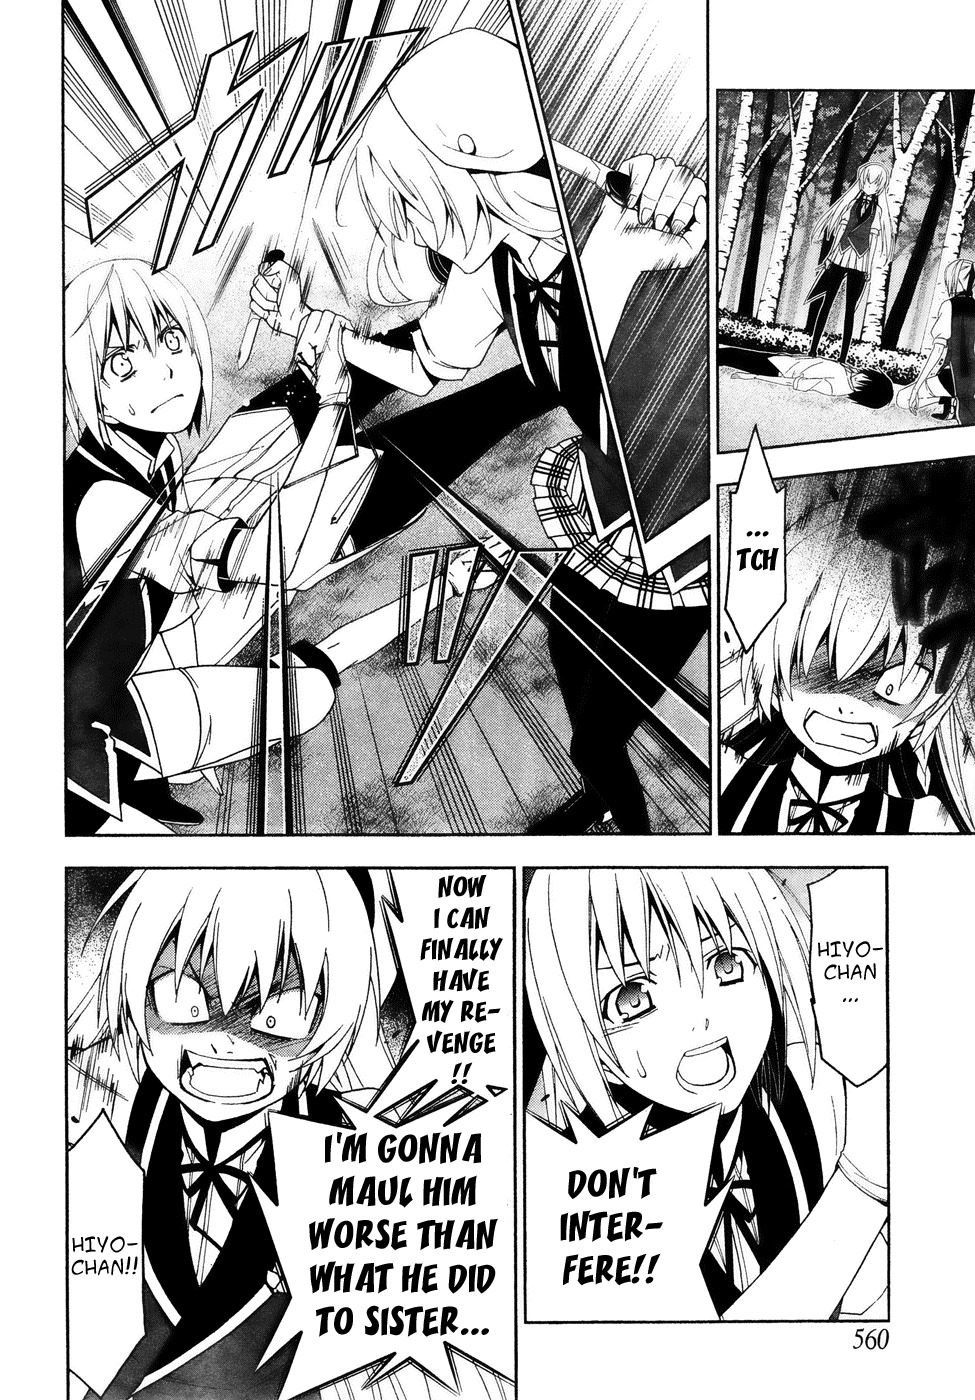 ...
TCH
HIYO-
CHAN
...
DON'T
INTER-
FERE!!
NOW
I CAN
FINALLY
HAVE
MY RE-
VENGE
!!
I'M GONNA
MAUL HIM
WORSE THAN
WHAT HE DID
TO SISTER...
HIYO-
CHAN!!
560